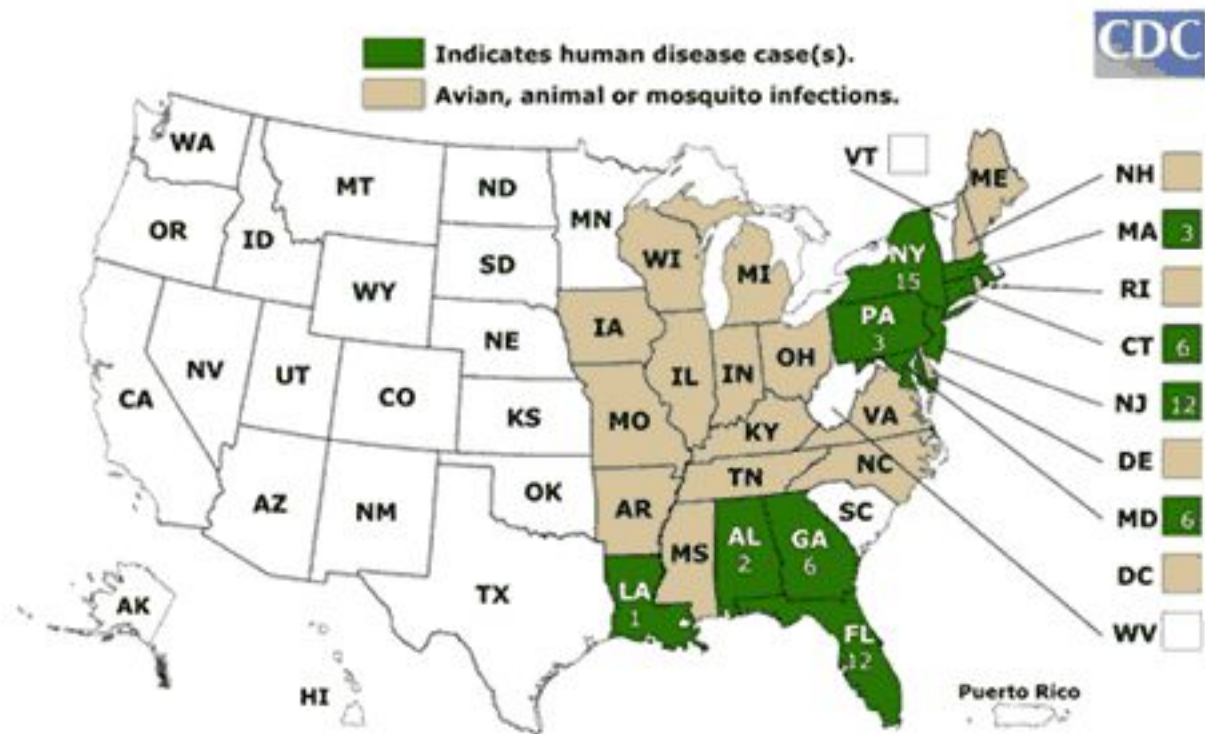 CDC
Indicates human disease case(s).
Avian, animal or mosquito infections.
WA
MT
ND
MN
VT
ME
NH
OR
ID
SD
WI
MI
NY
15
MA 3
WY
RI
IA
PA
3
NE
CT 6
NV
UT
CO
IL
IN
OH
CA
KS
MO
KY
VA
NJ 12
DE
AZ
NM
OK
AR
TN
NC
SC
MD 6
MS
AL
2
GA
6
DC
TX
LA
1
FL
12
WV
AK
HI
Puerto Rico